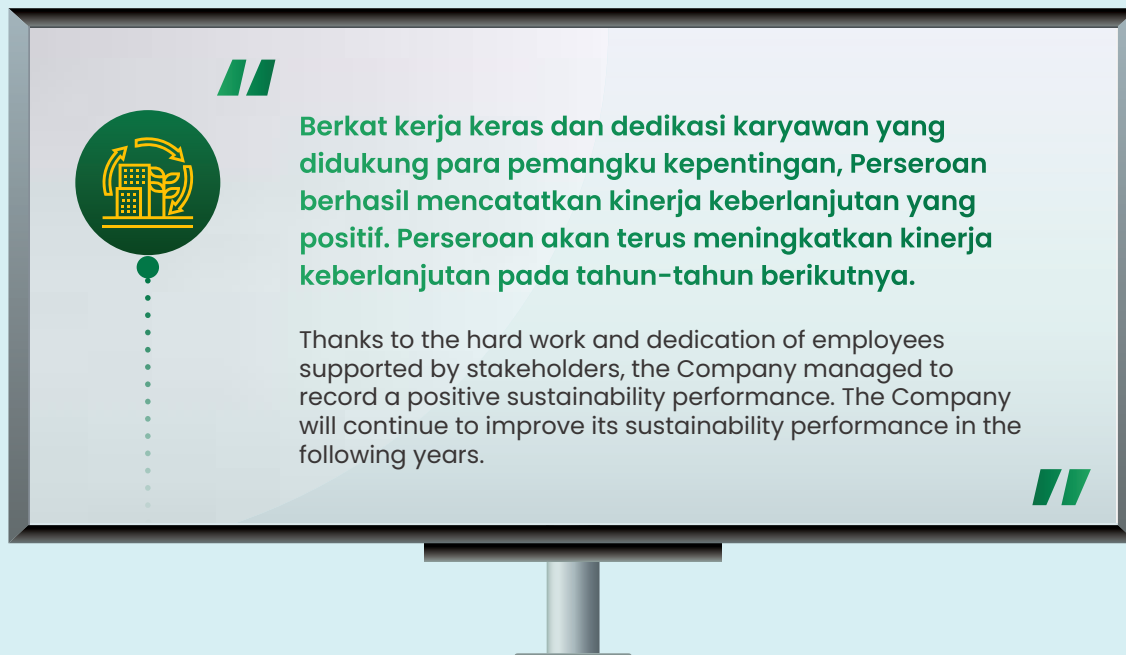 Berkat kerja keras dan dedikasi karyawan yang
didukung para pemangku kepentingan, Perseroan
berhasil mencatatkan kinerja keberlanjutan yang
positif. Perseroan akan terus meningkatkan kinerja
keberlanjutan pada tahun-tahun berikutnya.
Thanks to the hard work and dedication of employees
supported by stakeholders, the Company managed to
record a positive sustainability performance. The Company
will continue to improve its sustainability performance in the
following years.